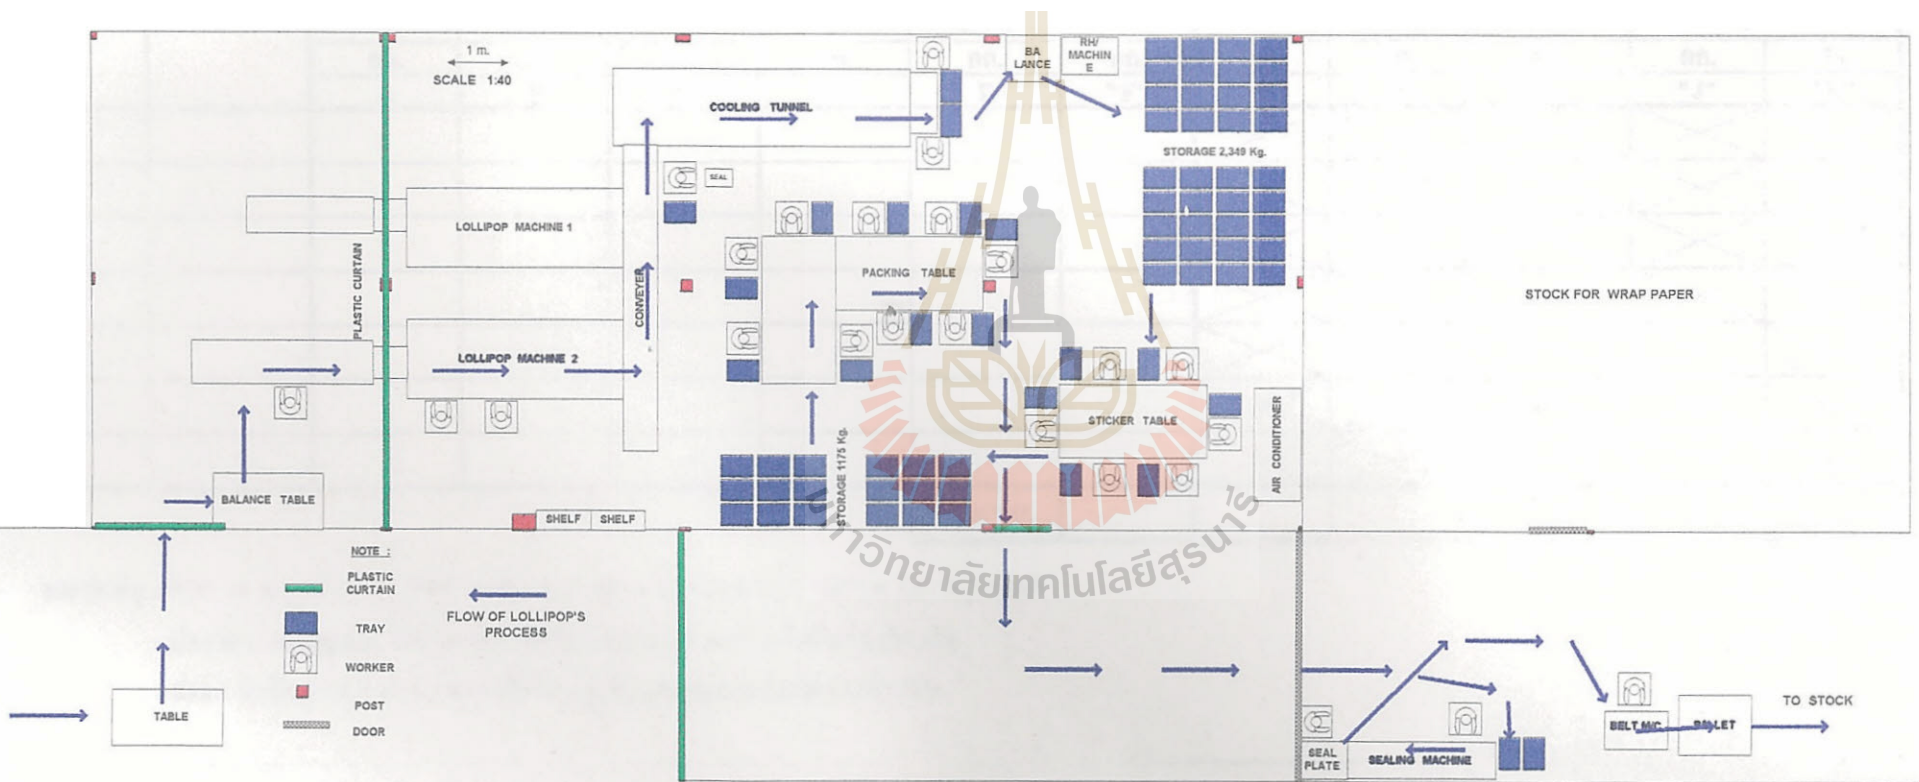 1 m.
SCALE 1:40
COOLING TUNNEL
BA
LANCE
RH/
MACHIN
E
STORAGE 2,349 Kg.
SEAL
LOLLIPOP MACHINE 1
PLASTIC CURTAIN
CONVEYER
PACKING TABLE
STOCK FOR WRAP PAPER
LOLLIPOP MACHINE 2
STICKER TABLE
AIR CONDITIONER
STORAGE 1175 Kg.
BALANCE TABLE
SHELF
SHELF
มหาวิทยาลัยเทคโนโลยีสุรนารี
NOTE :
PLASTIC
CURTAIN
TRAY
WORKER
POST
DOOR
FLOW OF LOLLIPOP'S
PROCESS
TABLE
SEAL
PLATE
SEALING MACHINE
BELT M/C
PALLET
TO STOCK